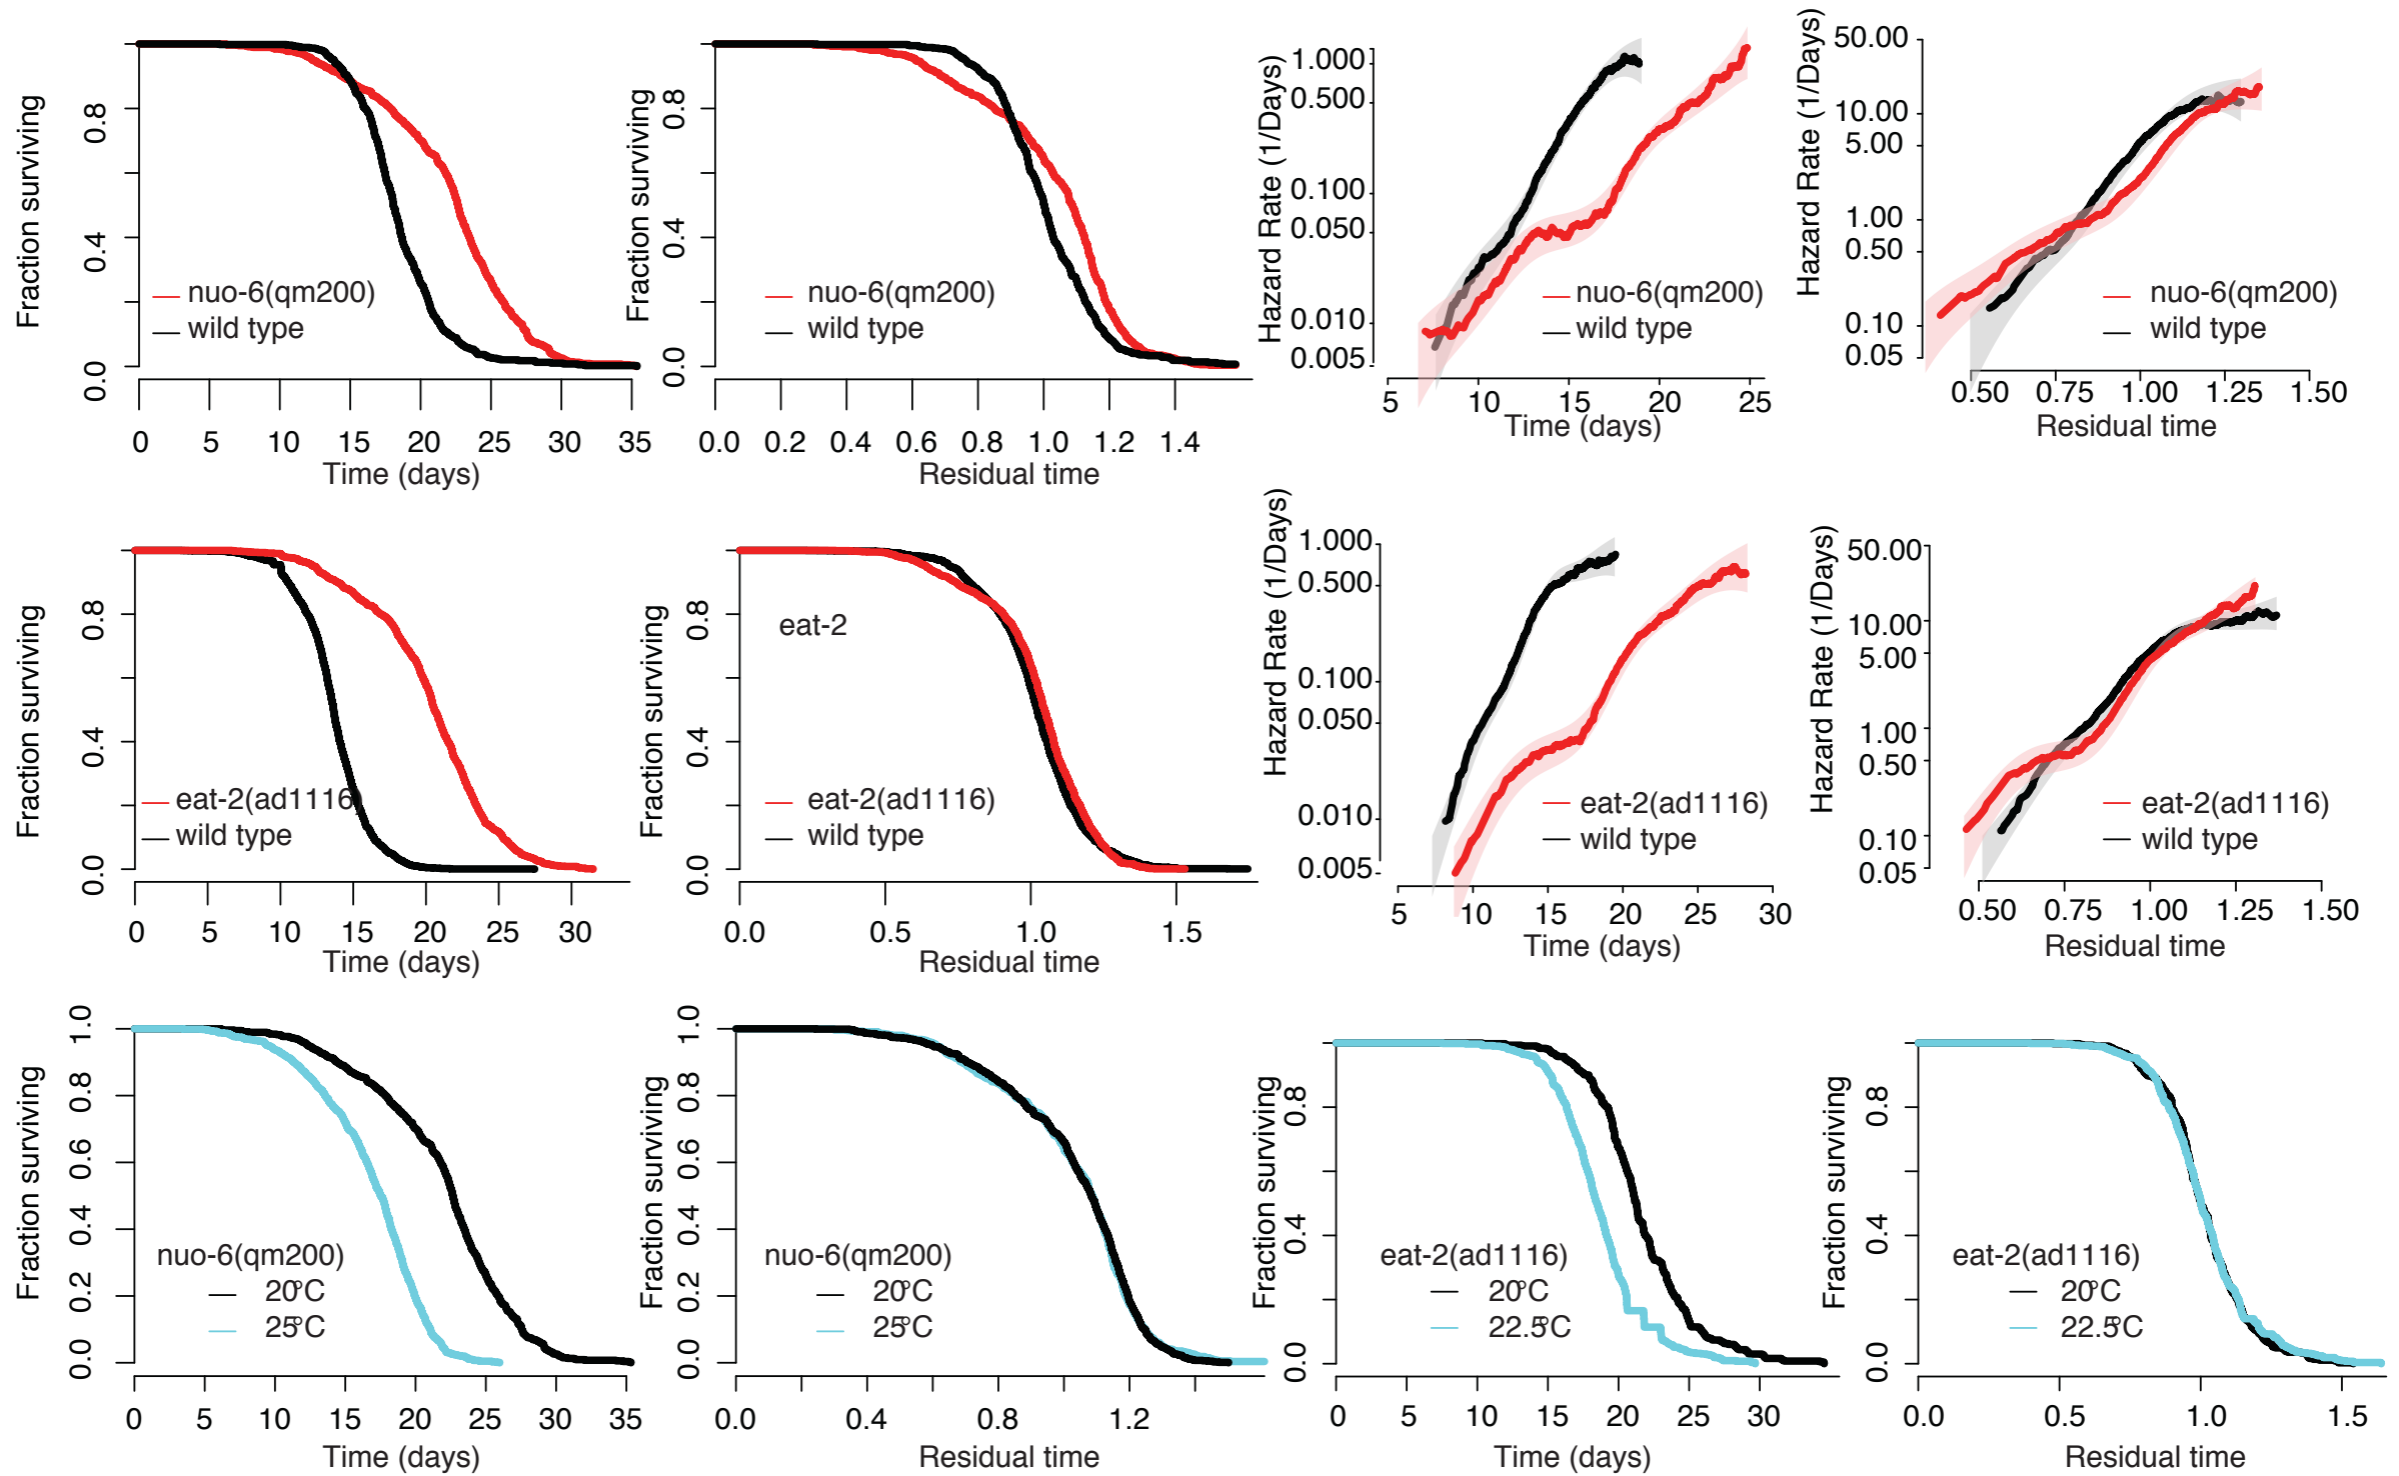 Fraction surviving
0.8
0.4
0.0
nuo-6(qm200)
wild type
0 5 10 15 20 25 30 35
Time (days)
Fraction surviving
0.8
0.4
0.0
nuo-6(qm200)
wild type
0.0 0.2 0.4 0.6 0.8 1.0 1.2 1.4
Residual time
Hazard Rate (1/Days)
1.000
0.500
0.100
0.050
0.010
0.005
nuo-6(qm200)
wild type
5 10 15 20 25
Time (days)
Hazard Rate (1/Days)
50.00
10.00
5.00
1.00
0.50
0.10
0.05
nuo-6(qm200)
wild type
0.50 0.75 1.00 1.25 1.50
Residual time
Fraction surviving
0.8
0.4
0.0
eat-2(ad1116)
wild type
0 5 10 15 20 25 30
Time (days)
Fraction surviving
0.8
0.4
0.0
eat-2
eat-2(ad1116)
wild type
0.0 0.5 1.0 1.5
Residual time
Hazard Rate (1/Days)
1.000
0.500
0.100
0.050
0.010
0.005
eat-2(ad1116)
wild type
5 10 15 20 25 30
Time (days)
Hazard Rate (1/Days)
50.00
10.00
5.00
1.00
0.50
0.10
0.05
eat-2(ad1116)
wild type
0.50 0.75 1.00 1.25 1.50
Residual time
Fraction surviving
1.0
0.8
0.6
0.4
0.2
0.0
nuo-6(qm200)
20°C
25°C
0 5 10 15 20 25 30 35
Time (days)
Fraction surviving
1.0
0.8
0.6
0.4
0.2
0.0
nuo-6(qm200)
20°C
25°C
0.0 0.4 0.8 1.2
Residual time
Fraction surviving
0.8
0.4
0.0
eat-2(ad1116)
20°C
22.5°C
0 5 10 15 20 25 30
Time (days)
Fraction surviving
0.8
0.4
0.0
eat-2(ad1116)
20°C
22.5°C
0.0 0.5 1.0 1.5
Residual time